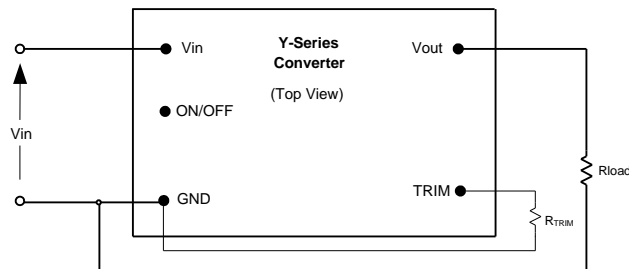 Y-Series
Converter
(Top View)
Vin
Vout
ON/OFF
Vin
GND
TRIM
Rload
RTRIM